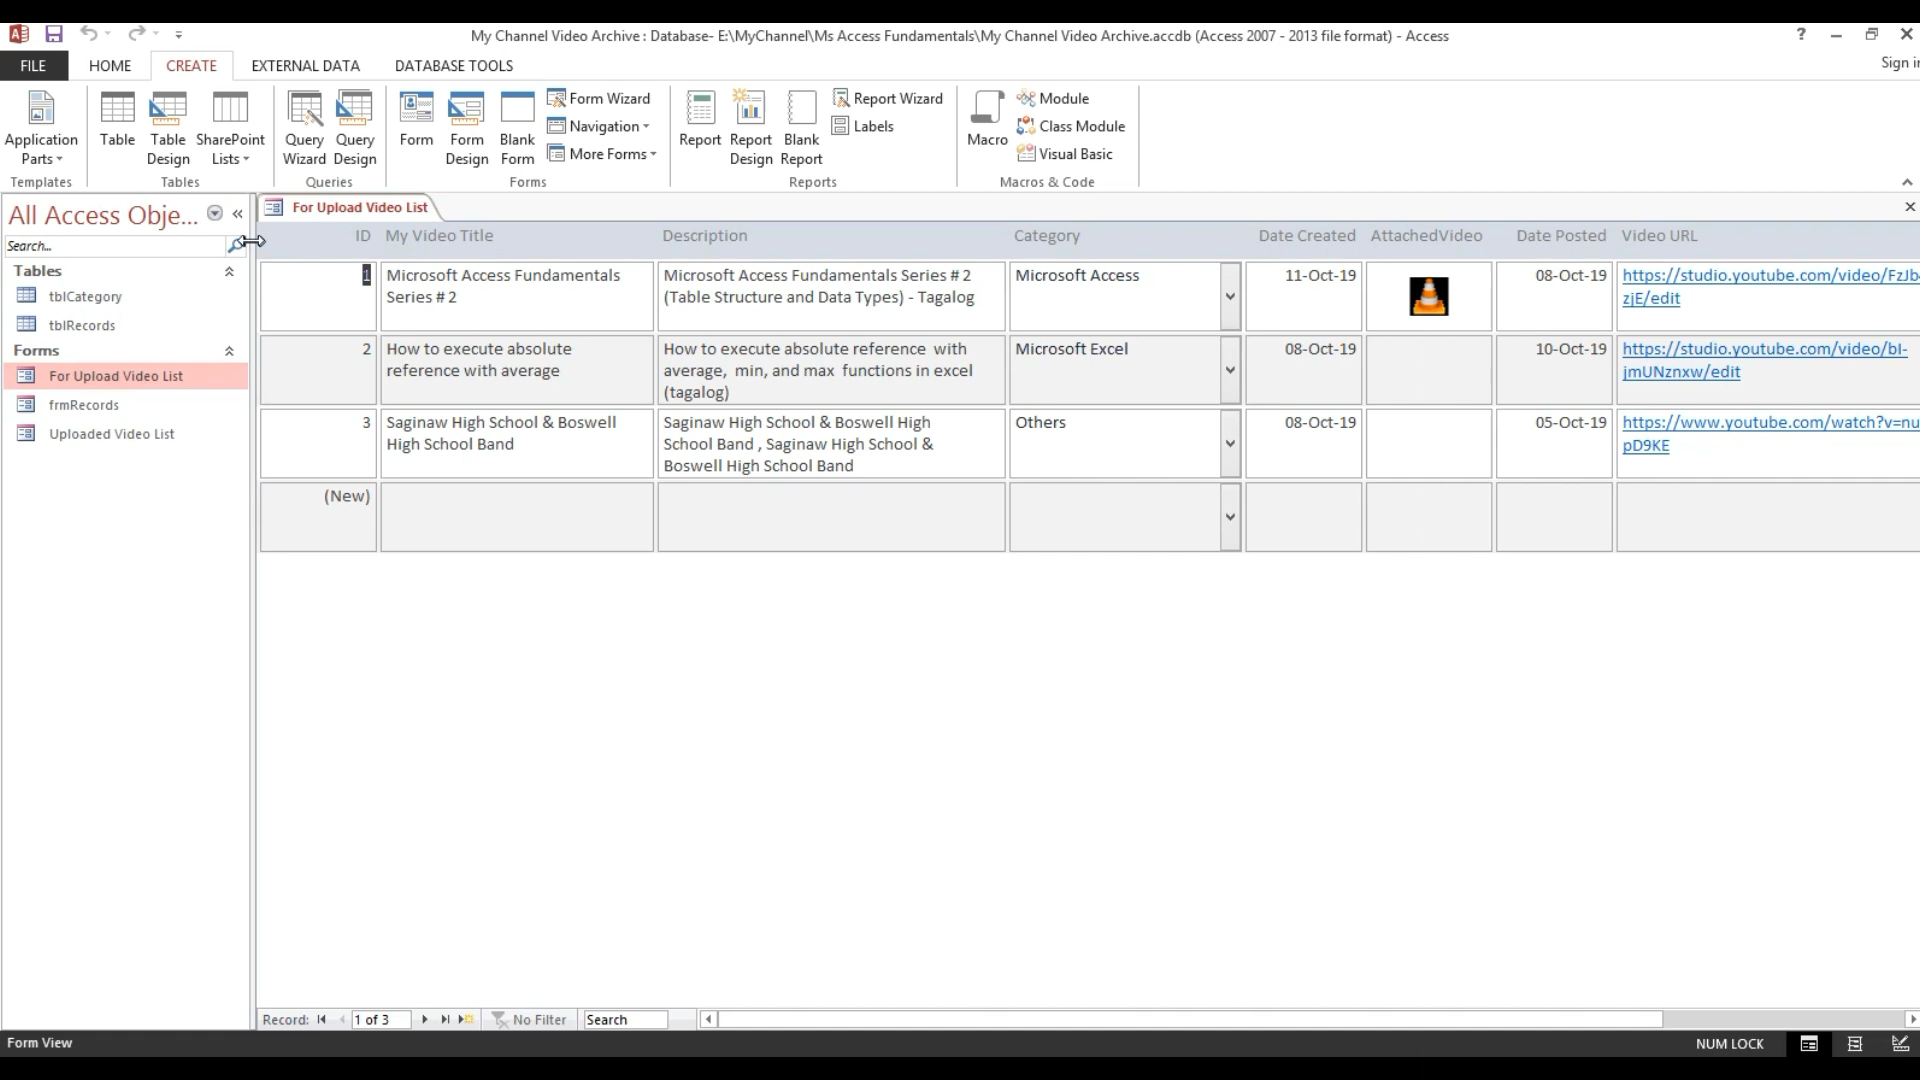 My Channel Video Archive : Database- E:\MyChannel\Ms Access Fundamentals\My Channel Video Archive.accdb (Access 2007 - 2013 file format) - Access
FILE HOME CREATE EXTERNAL DATA DATABASE TOOLS
Sign in
Application Parts
Table
Table Design
SharePoint Lists
Query Wizard
Query Design
Form
Form Design
Blank Form
Form Wizard
Navigation
More Forms
Report
Report Design
Blank Report
Report Wizard
Labels
Macro
Module
Class Module
Visual Basic
Templates Tables Queries Forms Reports Macros & Code
All Access Obje...
Search...
Tables
tblCategory
tblRecords
Forms
For Upload Video List
frmRecords
Uploaded Video List
For Upload Video List
ID My Video Title Description Category Date Created AttachedVideo Date Posted Video URL
1
Microsoft Access Fundamentals
Series # 2
Microsoft Access Fundamentals Series # 2
(Table Structure and Data Types) - Tagalog
Microsoft Access
11-Oct-19
08-Oct-19
https://studio.youtube.com/video/FzJb
zjE/edit
2
How to execute absolute
reference with average
How to execute absolute reference with
average, min, and max functions in excel
(tagalog)
Microsoft Excel
08-Oct-19
10-Oct-19
https://studio.youtube.com/video/bI-
jmUNznxw/edit
3
Saginaw High School & Boswell
High School Band
Saginaw High School & Boswell High
School Band , Saginaw High School &
Boswell High School Band
Others
08-Oct-19
05-Oct-19
https://www.youtube.com/watch?v=nu
pD9KE
(New)
Record: 1 of 3 No Filter Search
Form View
NUM LOCK